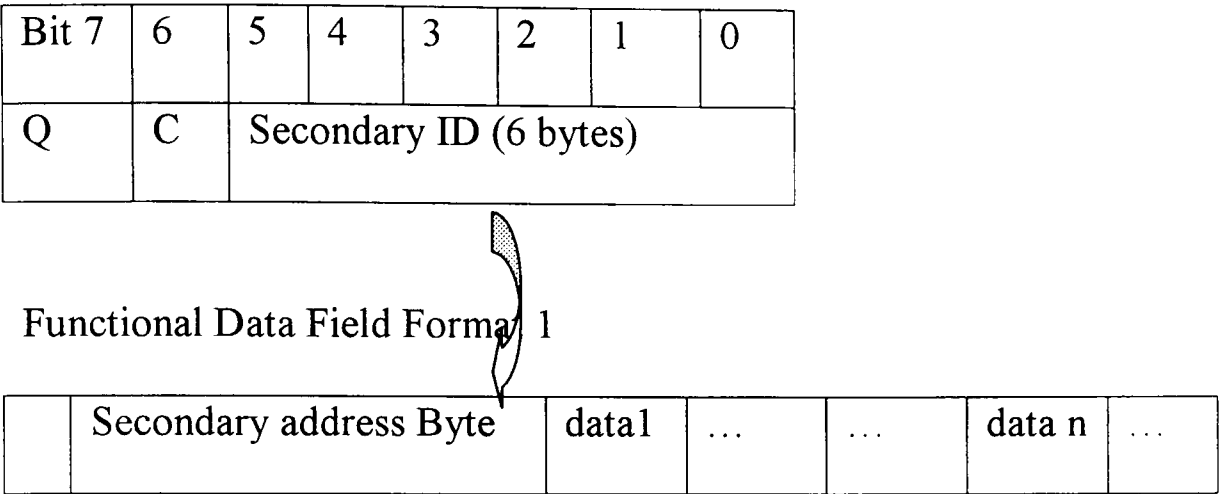 Bit 7 6 5 4 3 2 1 0
Q C Secondary ID (6 bytes)
Functional Data Field Format 1
Secondary address Byte data1 ... ... data n ...